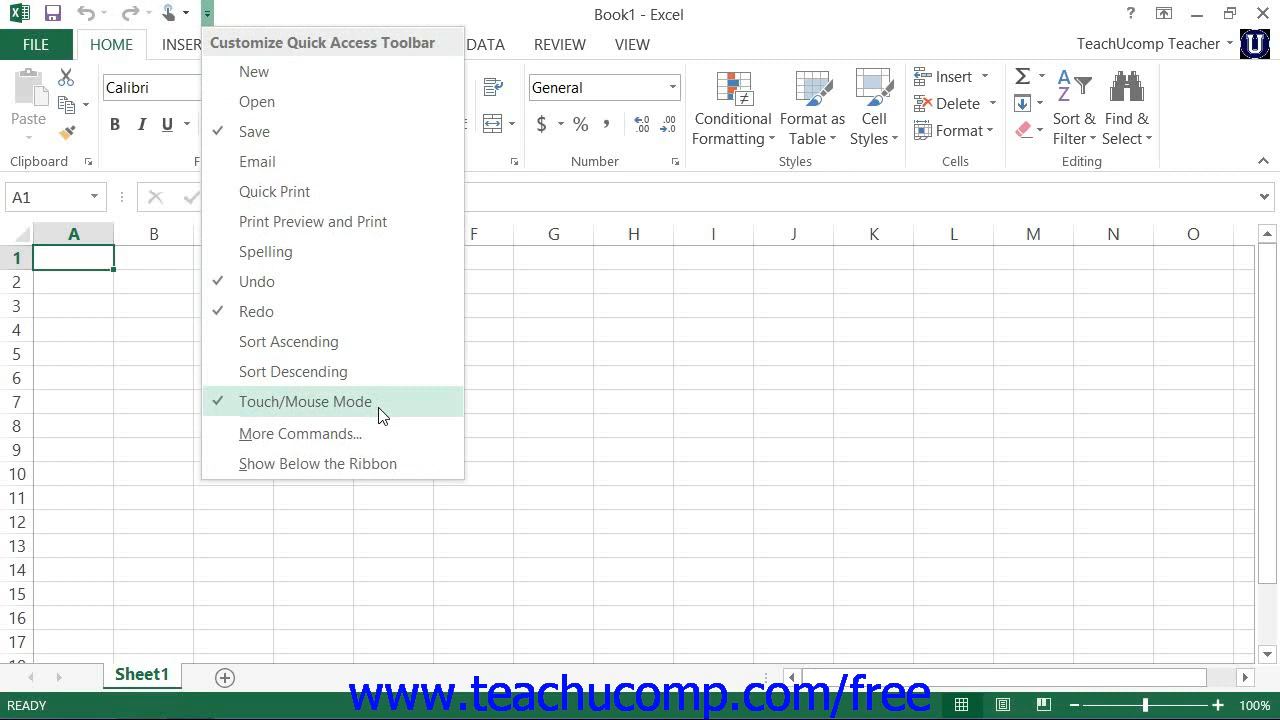 Book1 - Excel
?
FILE
HOME
INSER
DATA
REVIEW
VIEW
TeachUcomp Teacher
U
Customize Quick Access Toolbar
New
Open
Save
Email
Quick Print
Print Preview and Print
Spelling
Undo
Redo
Sort Ascending
Sort Descending
Touch/Mouse Mode
More Commands...
Show Below the Ribbon
Paste
Clipboard
Calibri
B I U
F
General
$ % ,
Number
Conditional
Formatting
Format as
Table
Cell
Styles
Styles
Insert
Delete
Format
Cells
Sort &
Filter
Find &
Select
Editing
A1
A B F G H I J K L M N O
1
2
3
4
5
6
7
8
9
10
11
12
13
14
15
16
17
18
Sheet1
www.teachucomp.com/free
READY
100%